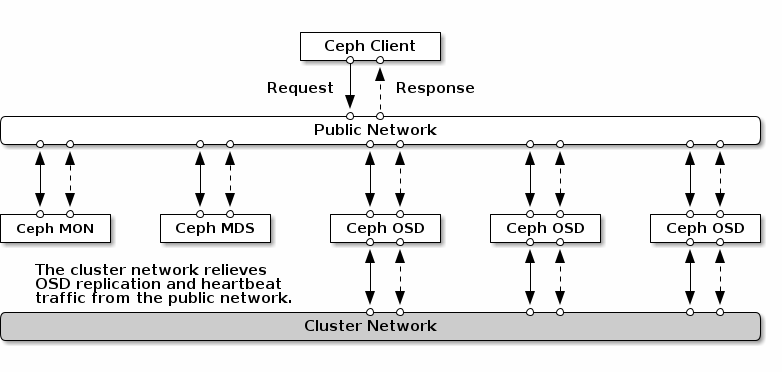 Ceph Client
Request
Response
Public Network
Ceph MON
Ceph MDS
Ceph OSD
Ceph OSD
Ceph OSD
The cluster network relieves
OSD replication and heartbeat
traffic from the public network.
Cluster Network